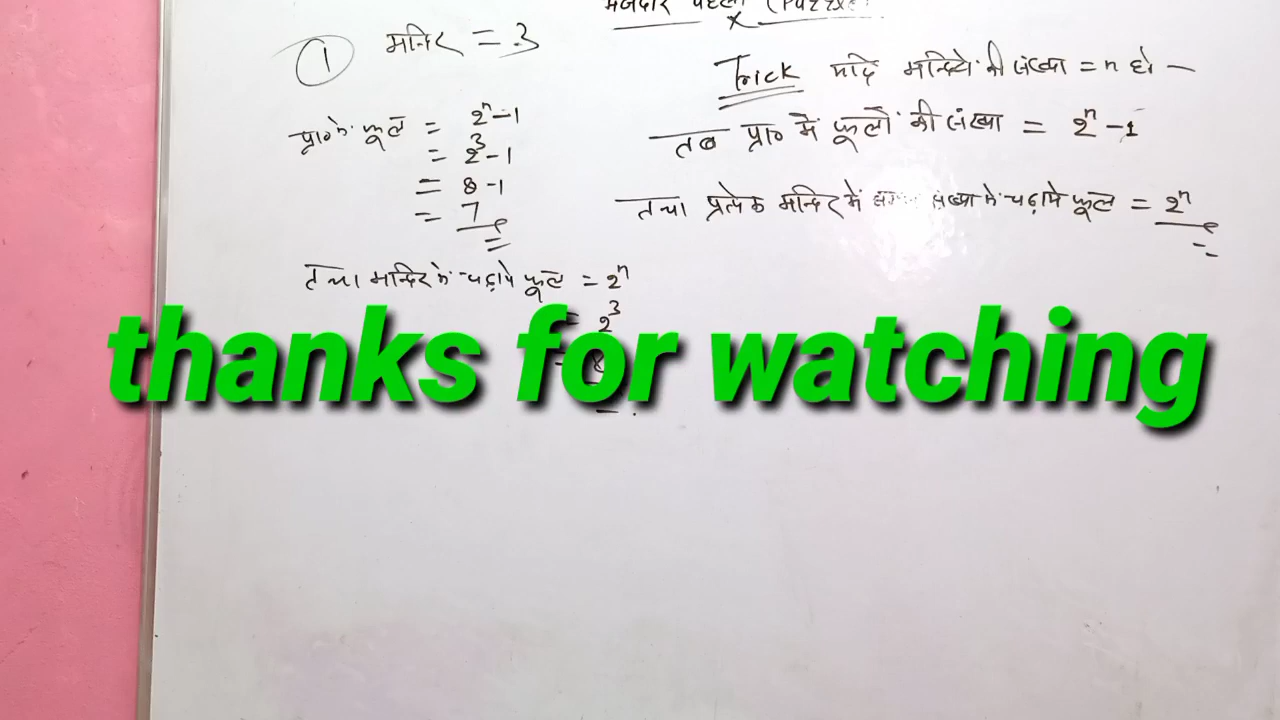 मजेदार पहेली (Puzzle)
① मन्दिर = 3
Trick यदि मन्दिरों की संख्या = n हो –
प्रा० के फूल = 2ⁿ-1
= 2³-1
= 8-1
= 7
तब प्रा० में फूलों की संख्या = 2ⁿ-1
तथा प्रत्येक मन्दिर में समान संख्या में चढ़ाये फूल = 2ⁿ
तथा मन्दिर में चढ़ाये फूल = 2ⁿ
= 2³
= 8
thanks for watching